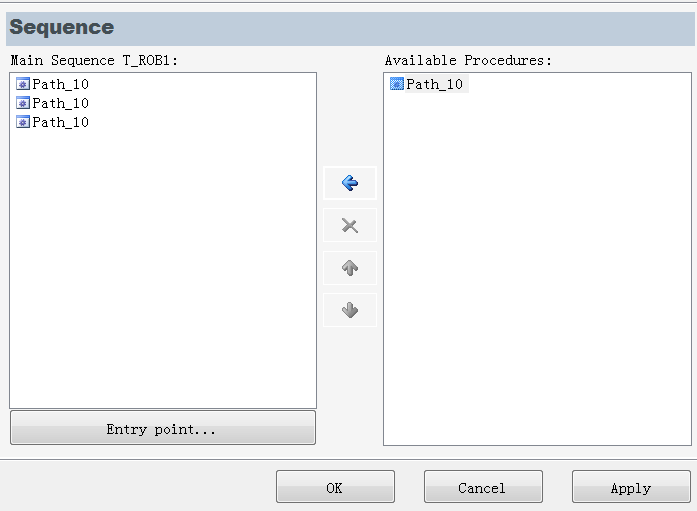 Sequence
Main Sequence T_ROB1:
Path_10
Path_10
Path_10
Entry point...
Available Procedures:
Path_10
OK
Cancel
Apply